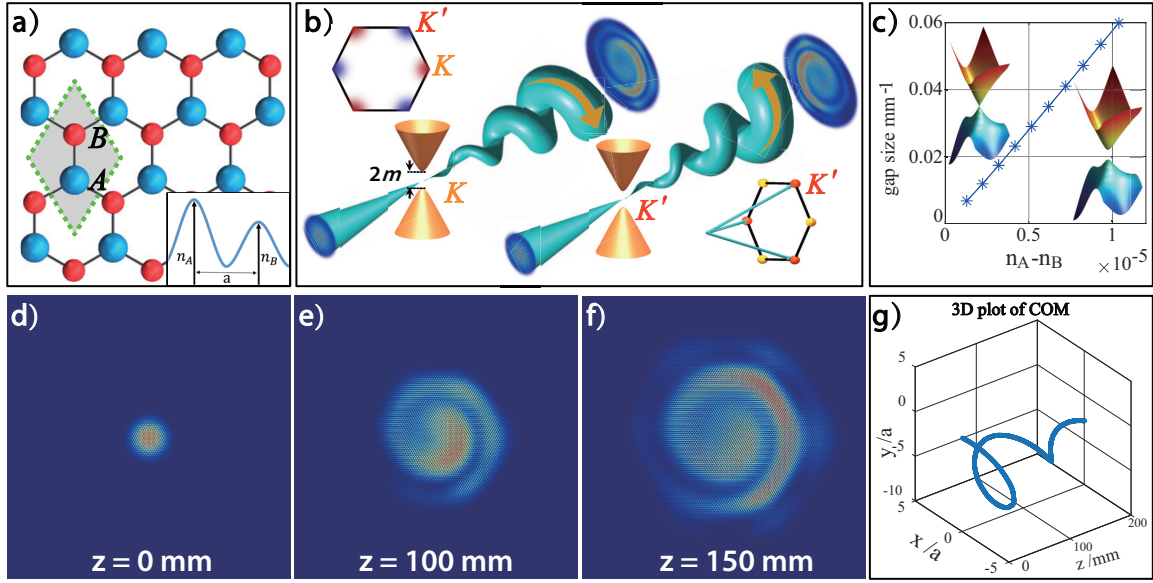 a)
B
A
n_A
n_B
a
b)
K'
K
2m
K
K'
K'
c)
gap size mm⁻¹
0.06
0.04
0.02
0
0
0.5
1
n_A-n_B
×10⁻⁵
d)
z = 0 mm
e)
z = 100 mm
f)
z = 150 mm
g)
3D plot of COM
y/a
5
0
-5
-10
5
0
-5
x/a
0
100
200
z/mm